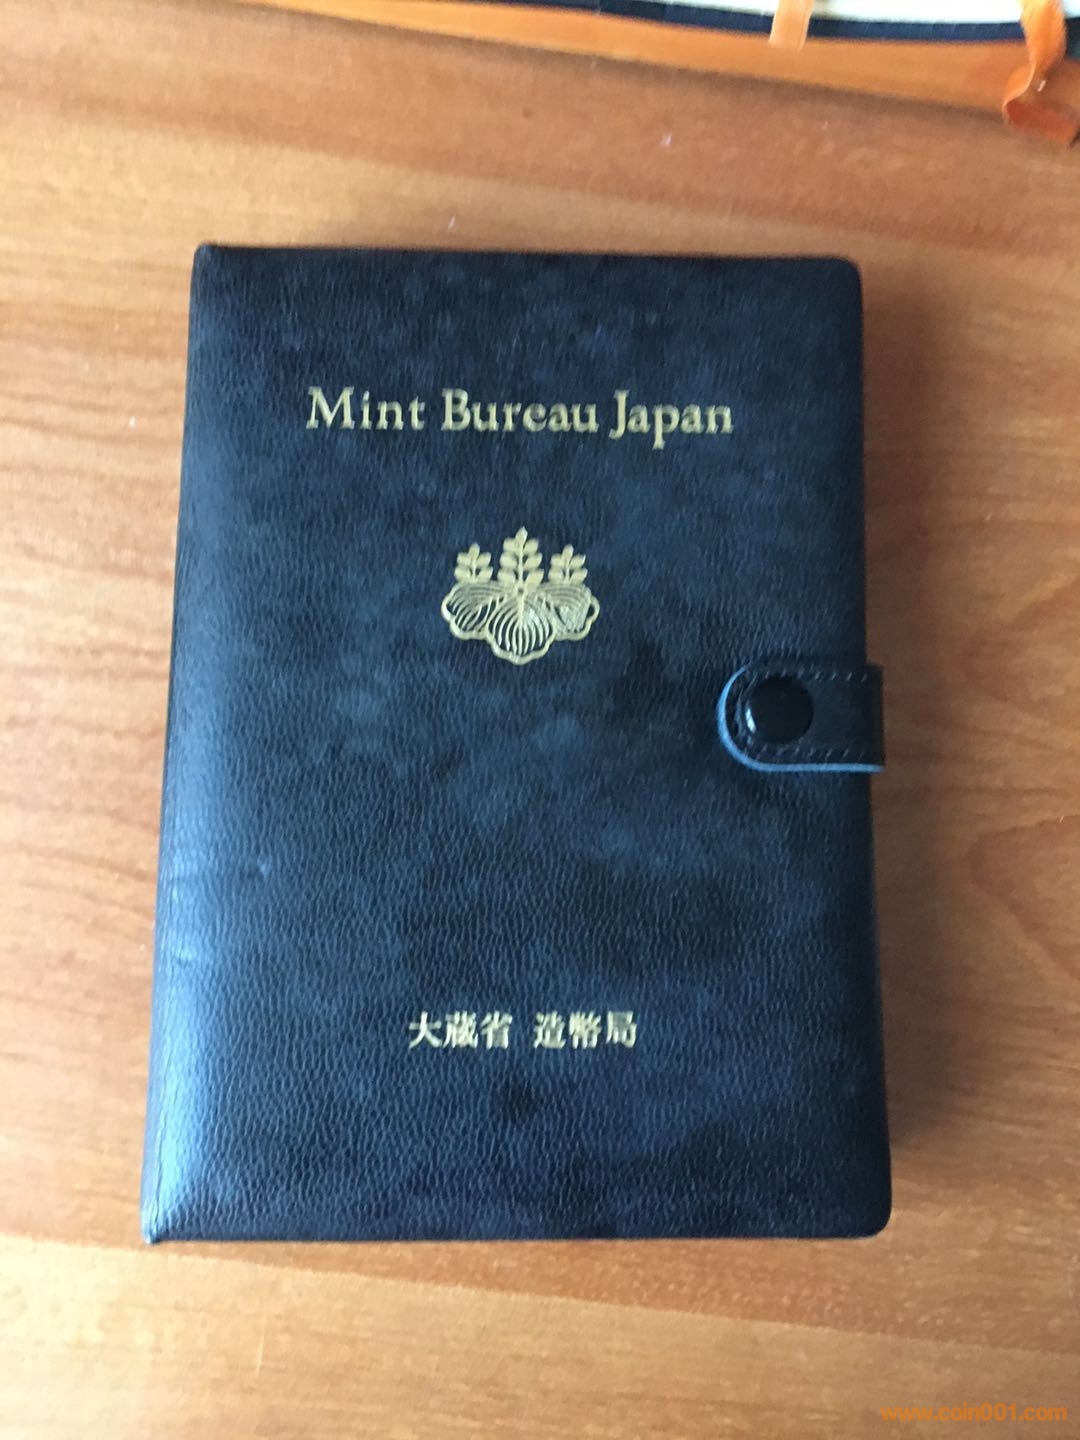 Mint Bureau Japan
大蔵省 造幣局
www.coin001.com